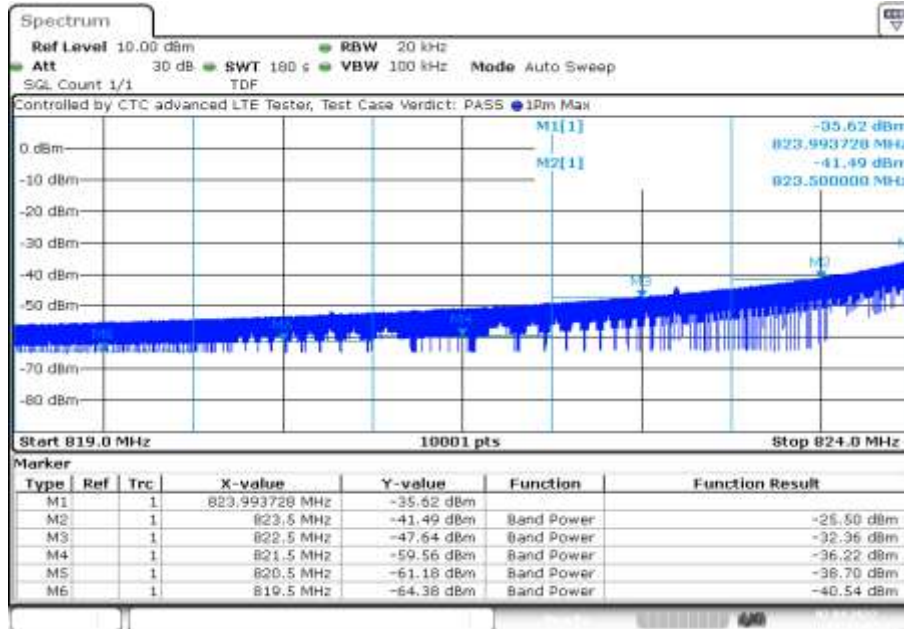 Spectrum
Ref Level 10.00 dBm RBW 20 kHz
Att 30 dB SWT 180 s VBW 100 kHz Mode Auto Sweep
SGL Count 1/1 TDF
Controlled by CTC advanced LTE Tester, Test Case Verdict: PASS 1Rm Max
M1[1] -35.62 dBm
823.993728 MHz
0 dBm
M2[1] -41.49 dBm
-10 dBm 823.500000 MHz
-20 dBm
-30 dBm
-40 dBm M2
M3
-50 dBm
-70 dBm
-80 dBm
Start 819.0 MHz 10001 pts Stop 824.0 MHz
Marker
Type Ref Trc X-value Y-value Function Function Result
M1 1 823.993728 MHz -35.62 dBm
M2 1 823.5 MHz -41.49 dBm Band Power -25.50 dBm
M3 1 822.5 MHz -47.64 dBm Band Power -32.36 dBm
M4 1 821.5 MHz -59.56 dBm Band Power -36.22 dBm
M5 1 820.5 MHz -61.18 dBm Band Power -38.70 dBm
M6 1 819.5 MHz -64.38 dBm Band Power -40.54 dBm